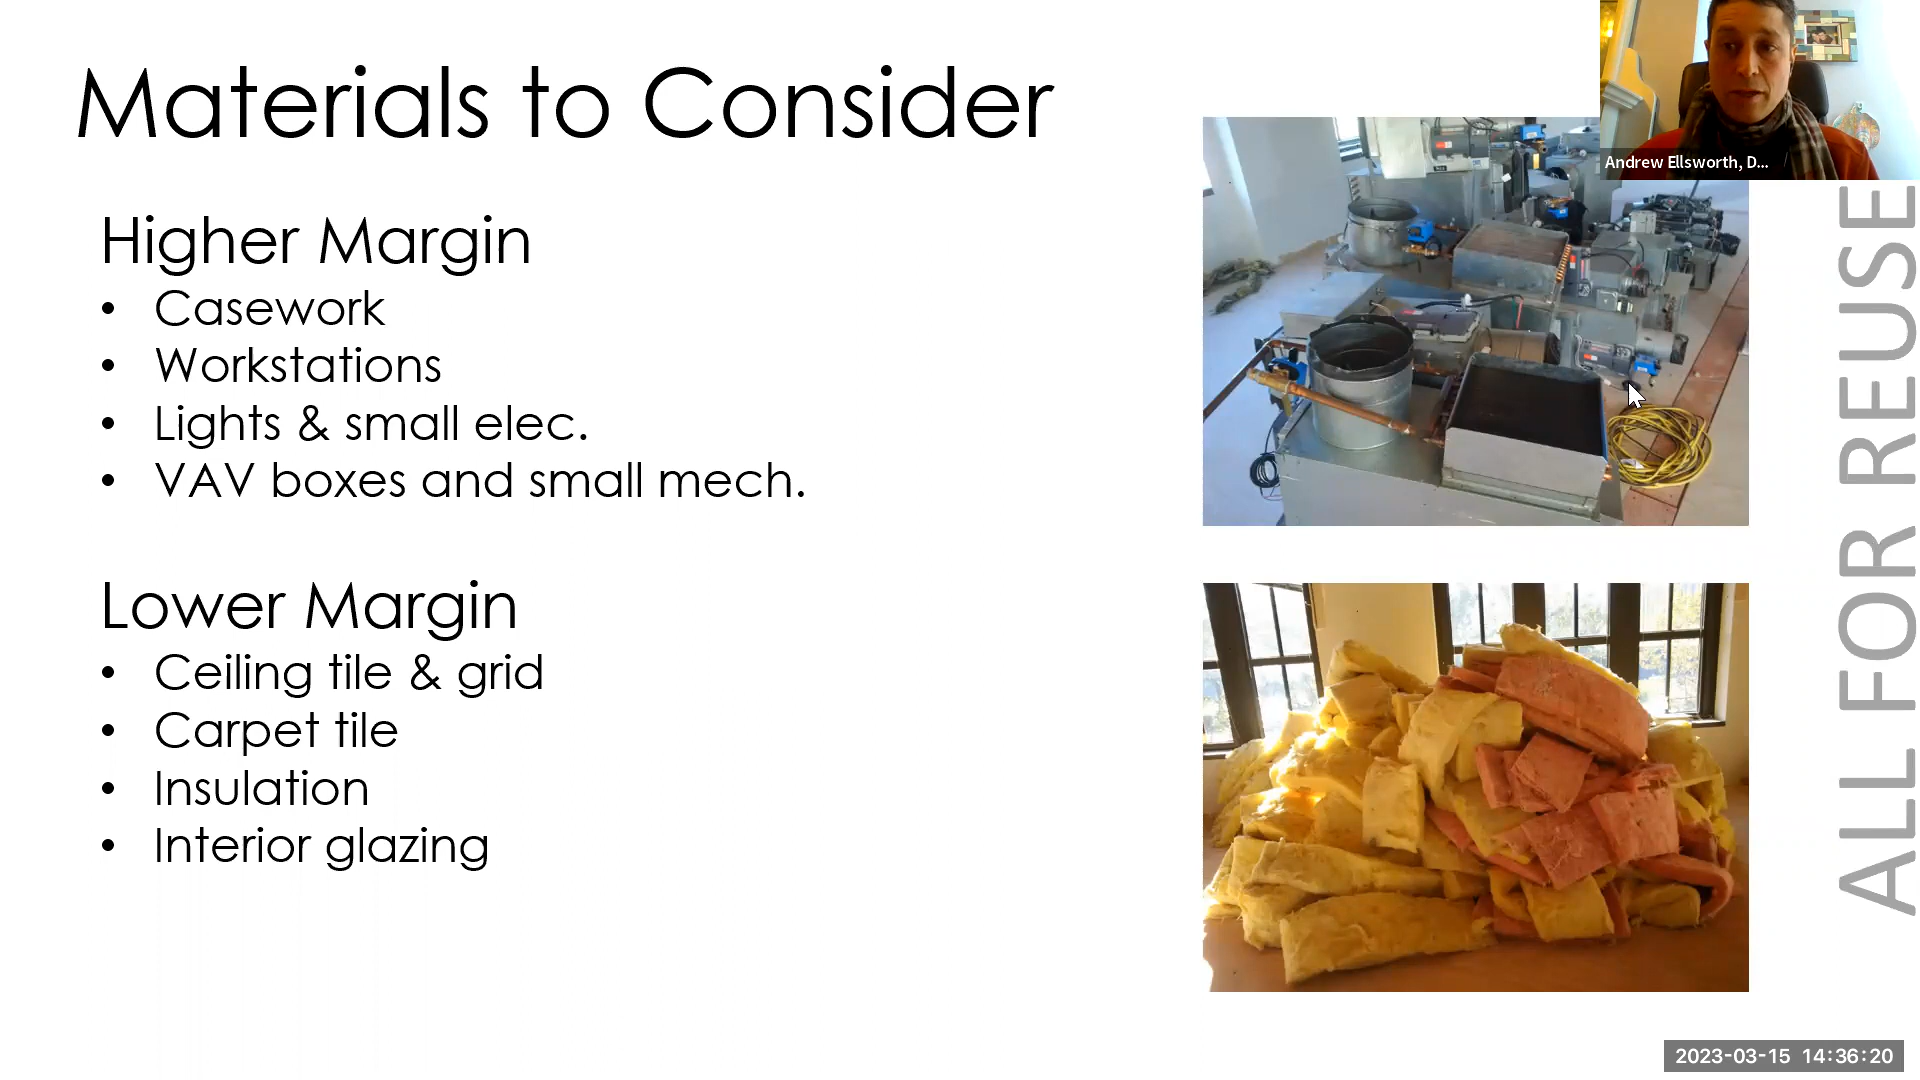 Materials to Consider
Higher Margin
• Casework
• Workstations
• Lights & small elec.
• VAV boxes and small mech.
Lower Margin
• Ceiling tile & grid
• Carpet tile
• Insulation
• Interior glazing
Andrew Ellsworth, D...
ALL FOR REUSE
2023-03-15 14:36:20